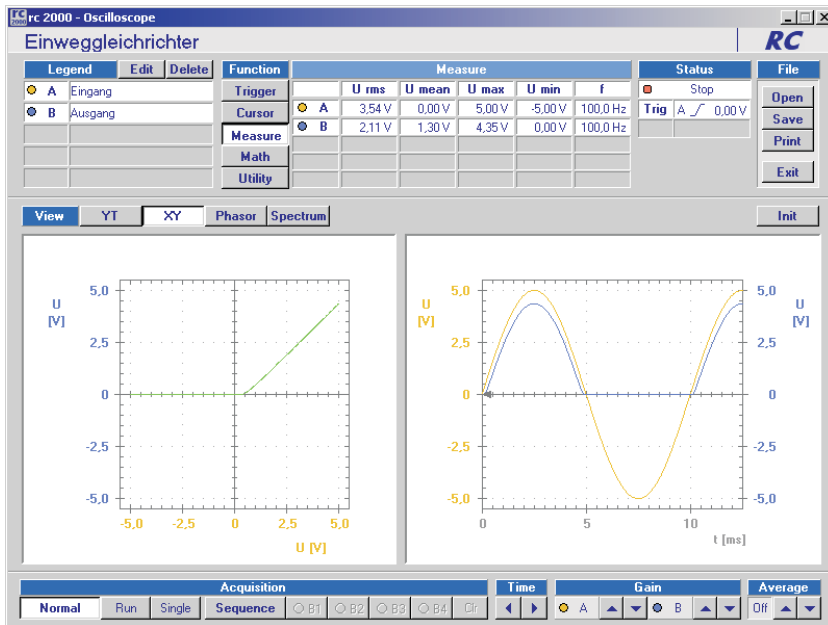 rc 2000 rc 2000 - Oscilloscope
Einweggleichrichter RC
Legend Edit Delete Function Measure Status File
A Eingang Trigger U rms U mean U max U min f Stop Open
B Ausgang Cursor A 3,54 V 0,00 V 5,00 V -5,00 V 100,0 Hz Trig A 0,00 V Save
Measure B 2,11 V 1,30 V 4,35 V 0,00 V 100,0 Hz Print
Math
Utility Exit
View YT XY Phasor Spectrum Init
U [V]
5,0
2,5
0
-2,5
-5,0
-5,0 -2,5 0 2,5 5,0
U [V]
U [V]
5,0
2,5
0
-2,5
-5,0
0 5 10
t [ms]
U [V]
5,0
2,5
0
-2,5
-5,0
Acquisition Time Gain Average
Normal Run Single Sequence B1 B2 B3 B4 Clr A B Off